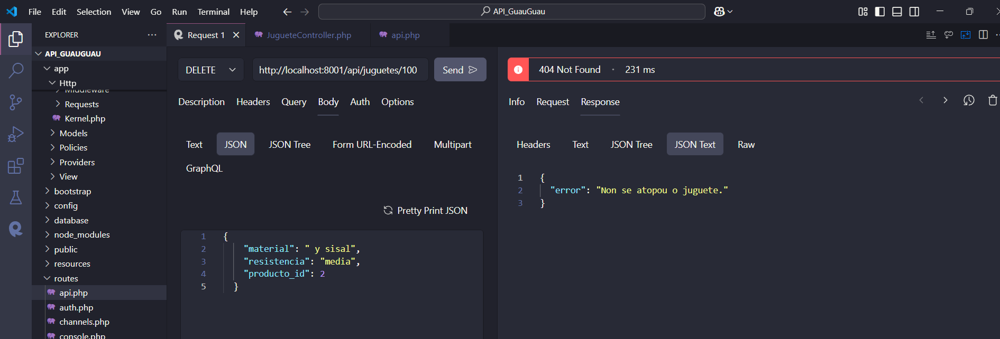 File Edit Selection View Go Run Terminal Help
API_GuauGuau
EXPLORER
Request 1
JugueteController.php
api.php
API_GUAUGUAU
app
Http
Middleware
Requests
Kernel.php
Models
Policies
Providers
View
bootstrap
config
database
node_modules
public
resources
routes
api.php
auth.php
channels.php
console.php
DELETE
http://localhost:8001/api/juguetes/100
Send
Description Headers Query Body Auth Options
Text JSON JSON Tree Form URL-Encoded Multipart
GraphQL
Pretty Print JSON
1 {
2 "material": " y sisal",
3 "resistencia": "media",
4 "producto_id": 2
5 }
404 Not Found · 231 ms
Info Request Response
Headers Text JSON Tree JSON Text Raw
1 {
2 "error": "Non se atopou o juguete."
3 }